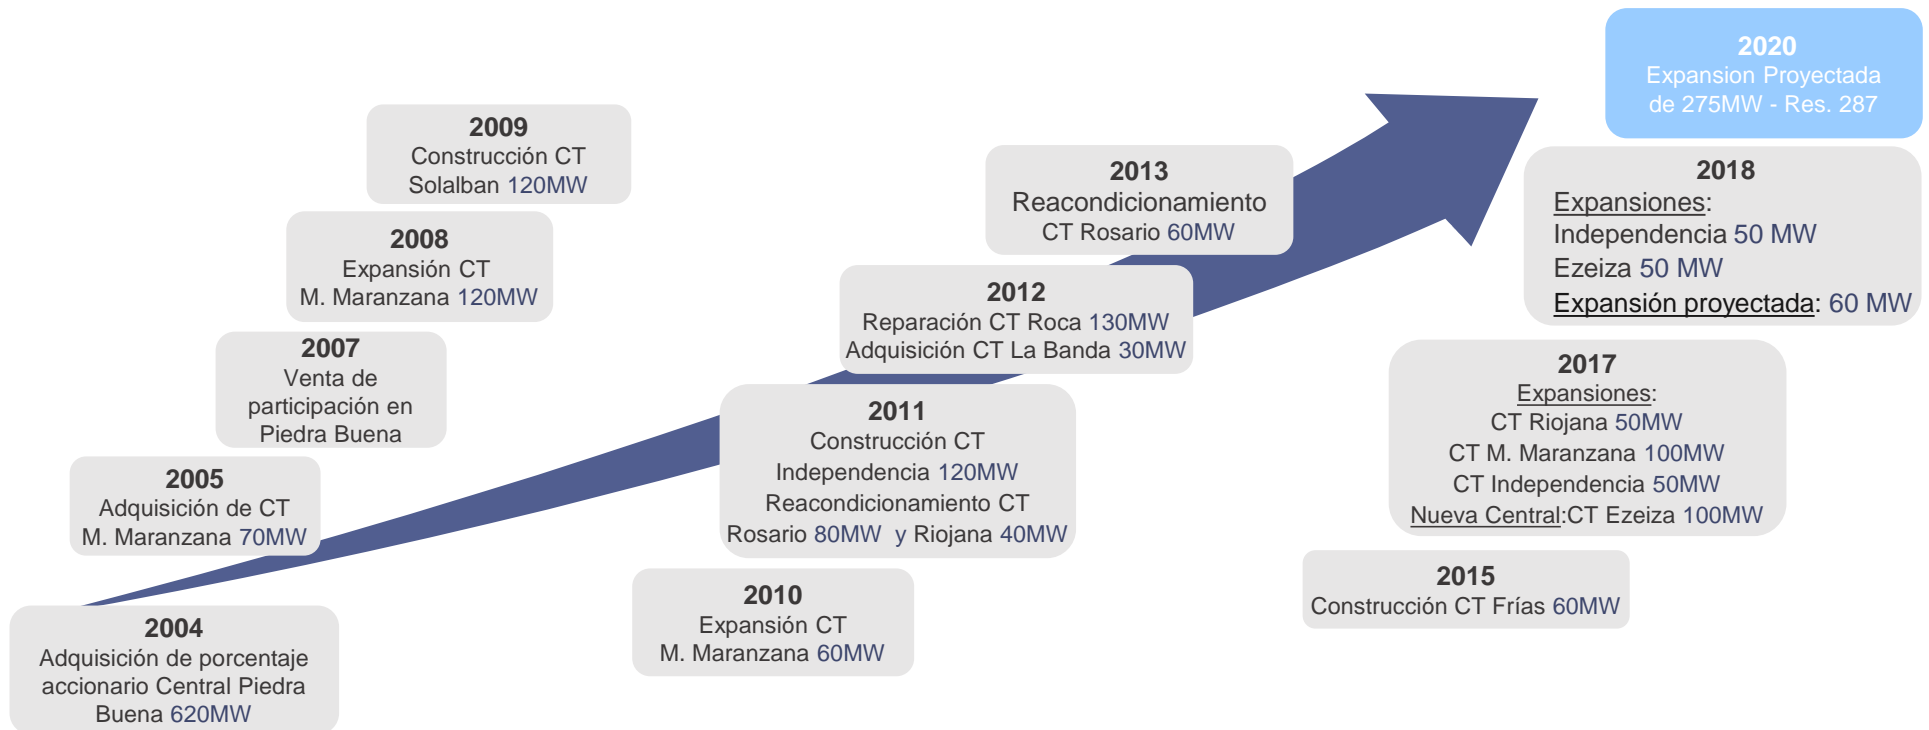 2004
Adquisición de porcentaje
accionario Central Piedra
Buena 620MW
2005
Adquisición de CT
M. Maranzana 70MW
2007
Venta de
participación en
Piedra Buena
2008
Expansión CT
M. Maranzana 120MW
2009
Construcción CT
Solalban 120MW
2010
Expansión CT
M. Maranzana 60MW
2011
Construcción CT
Independencia 120MW
Reacondicionamiento CT
Rosario 80MW y Riojana 40MW
2012
Reparación CT Roca 130MW
Adquisición CT La Banda 30MW
2013
Reacondicionamiento
CT Rosario 60MW
2015
Construcción CT Frías 60MW
2017
Expansiones:
CT Riojana 50MW
CT M. Maranzana 100MW
CT Independencia 50MW
Nueva Central:CT Ezeiza 100MW
2018
Expansiones:
Independencia 50 MW
Ezeiza 50 MW
Expansión proyectada: 60 MW
2020
Expansion Proyectada
de 275MW - Res. 287